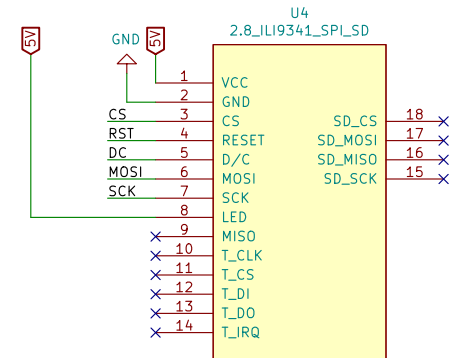 U4
2.8_ILI9341_SPI_SD
5V
GND
5V
1 VCC
2 GND
CS 3 CS
RST 4 RESET
DC 5 D/C
MOSI 6 MOSI
SCK 7 SCK
8 LED
9 MISO
10 T_CLK
11 T_CS
12 T_DI
13 T_DO
14 T_IRQ
SD_CS 18
SD_MOSI 17
SD_MISO 16
SD_SCK 15